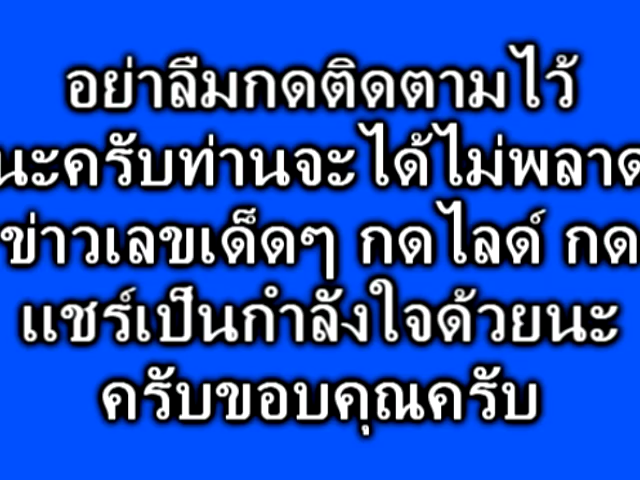 อย่าลืมกดติดตามไว้
นะครับท่านจะได้ไม่พลาด
ข่าวเลขเด็ดๆ กดไลด์ กด
แชร์เป็นกำลังใจด้วยนะ
ครับขอบคุณครับ